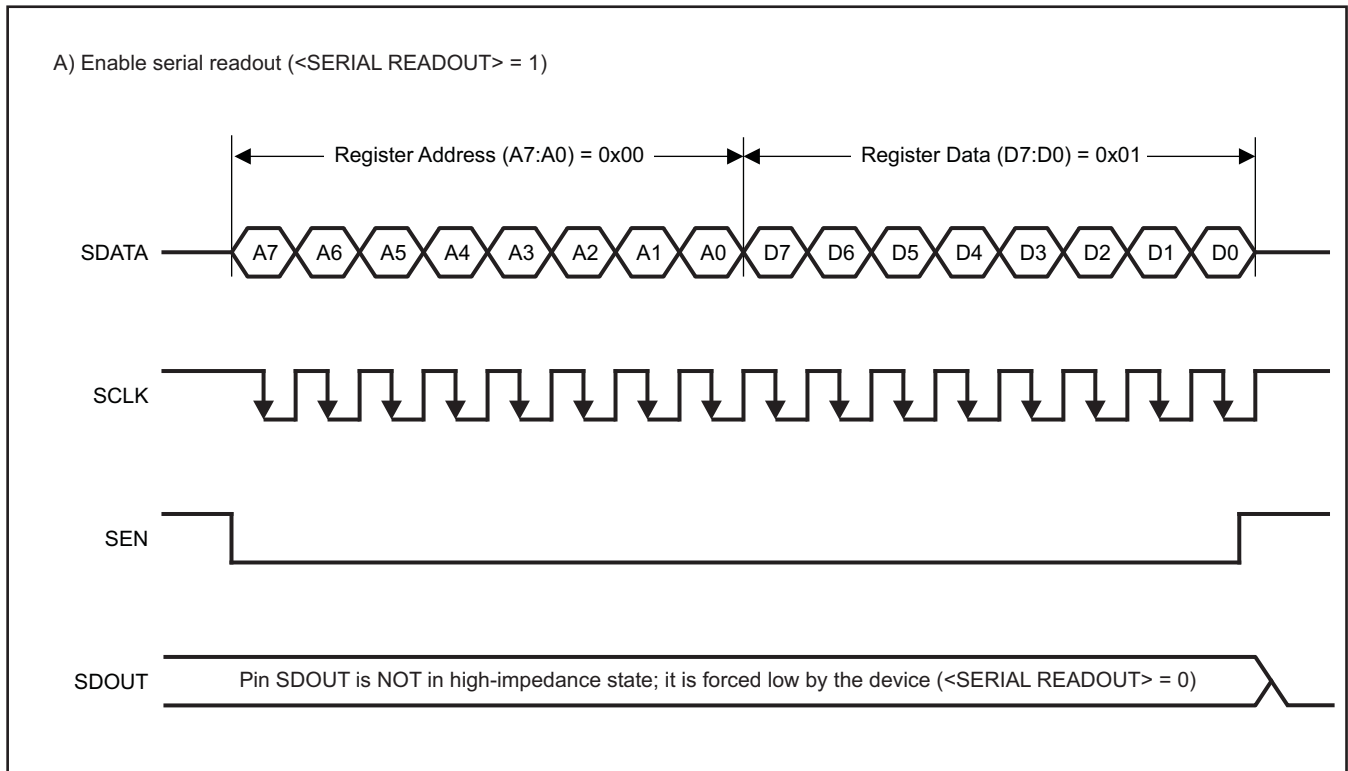 A) Enable serial readout (<SERIAL READOUT> = 1)
Register Address (A7:A0) = 0x00
Register Data (D7:D0) = 0x01
SDATA
A7 A6 A5 A4 A3 A2 A1 A0 D7 D6 D5 D4 D3 D2 D1 D0
SCLK
SEN
SDOUT
Pin SDOUT is NOT in high-impedance state; it is forced low by the device (<SERIAL READOUT> = 0)